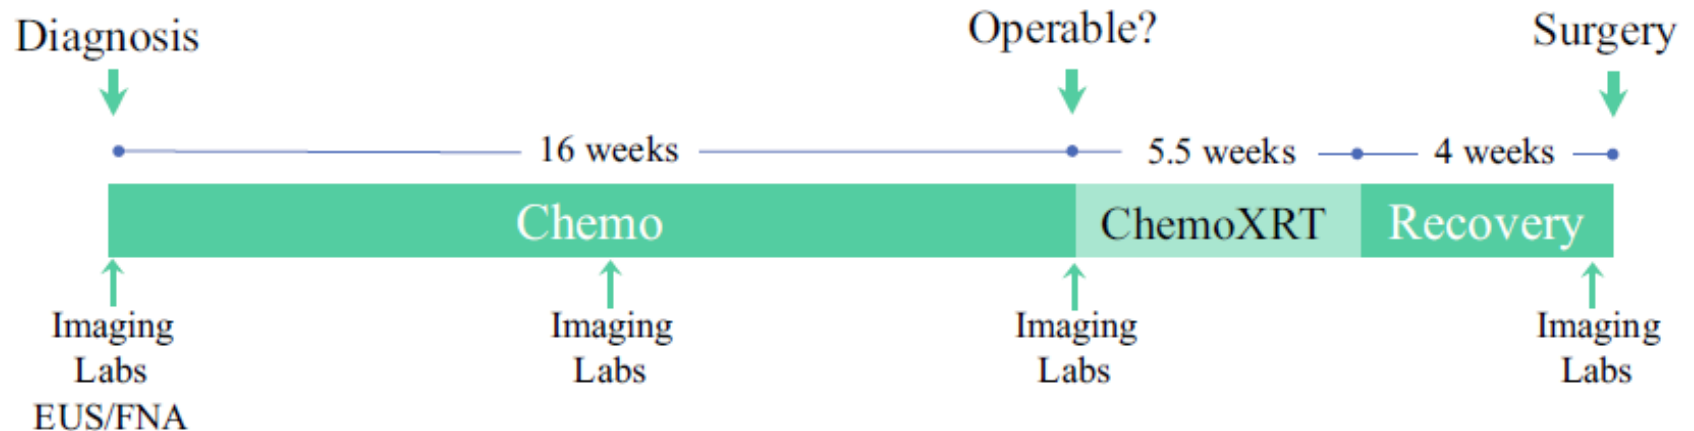 Diagnosis
Operable?
Surgery
16 weeks
5.5 weeks
4 weeks
Chemo
ChemoXRT
Recovery
Imaging
Labs
EUS/FNA
Imaging
Labs
Imaging
Labs
Imaging
Labs